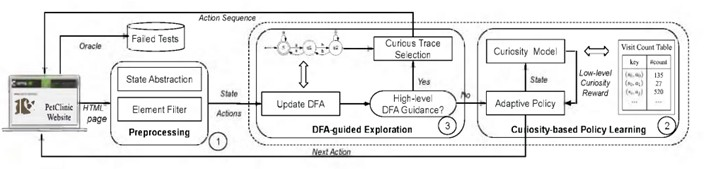 Action Sequence
Oracle
Failed Tests
PetClinic
Website
HTML
page
State Abstraction
Element Filter
Preprocessing
1
State
Actions
Curious Trace
Selection
Yes
Update DFA
High-level
DFA Guidance?
No
DFA-guided Exploration
3
Curiosity Model
State
Low-level
Curiosity
Reward
Adaptive Policy
Visit Count Table
key
#count
135
27
520
...
...
Curiosity-based Policy Learning
2
Next Action